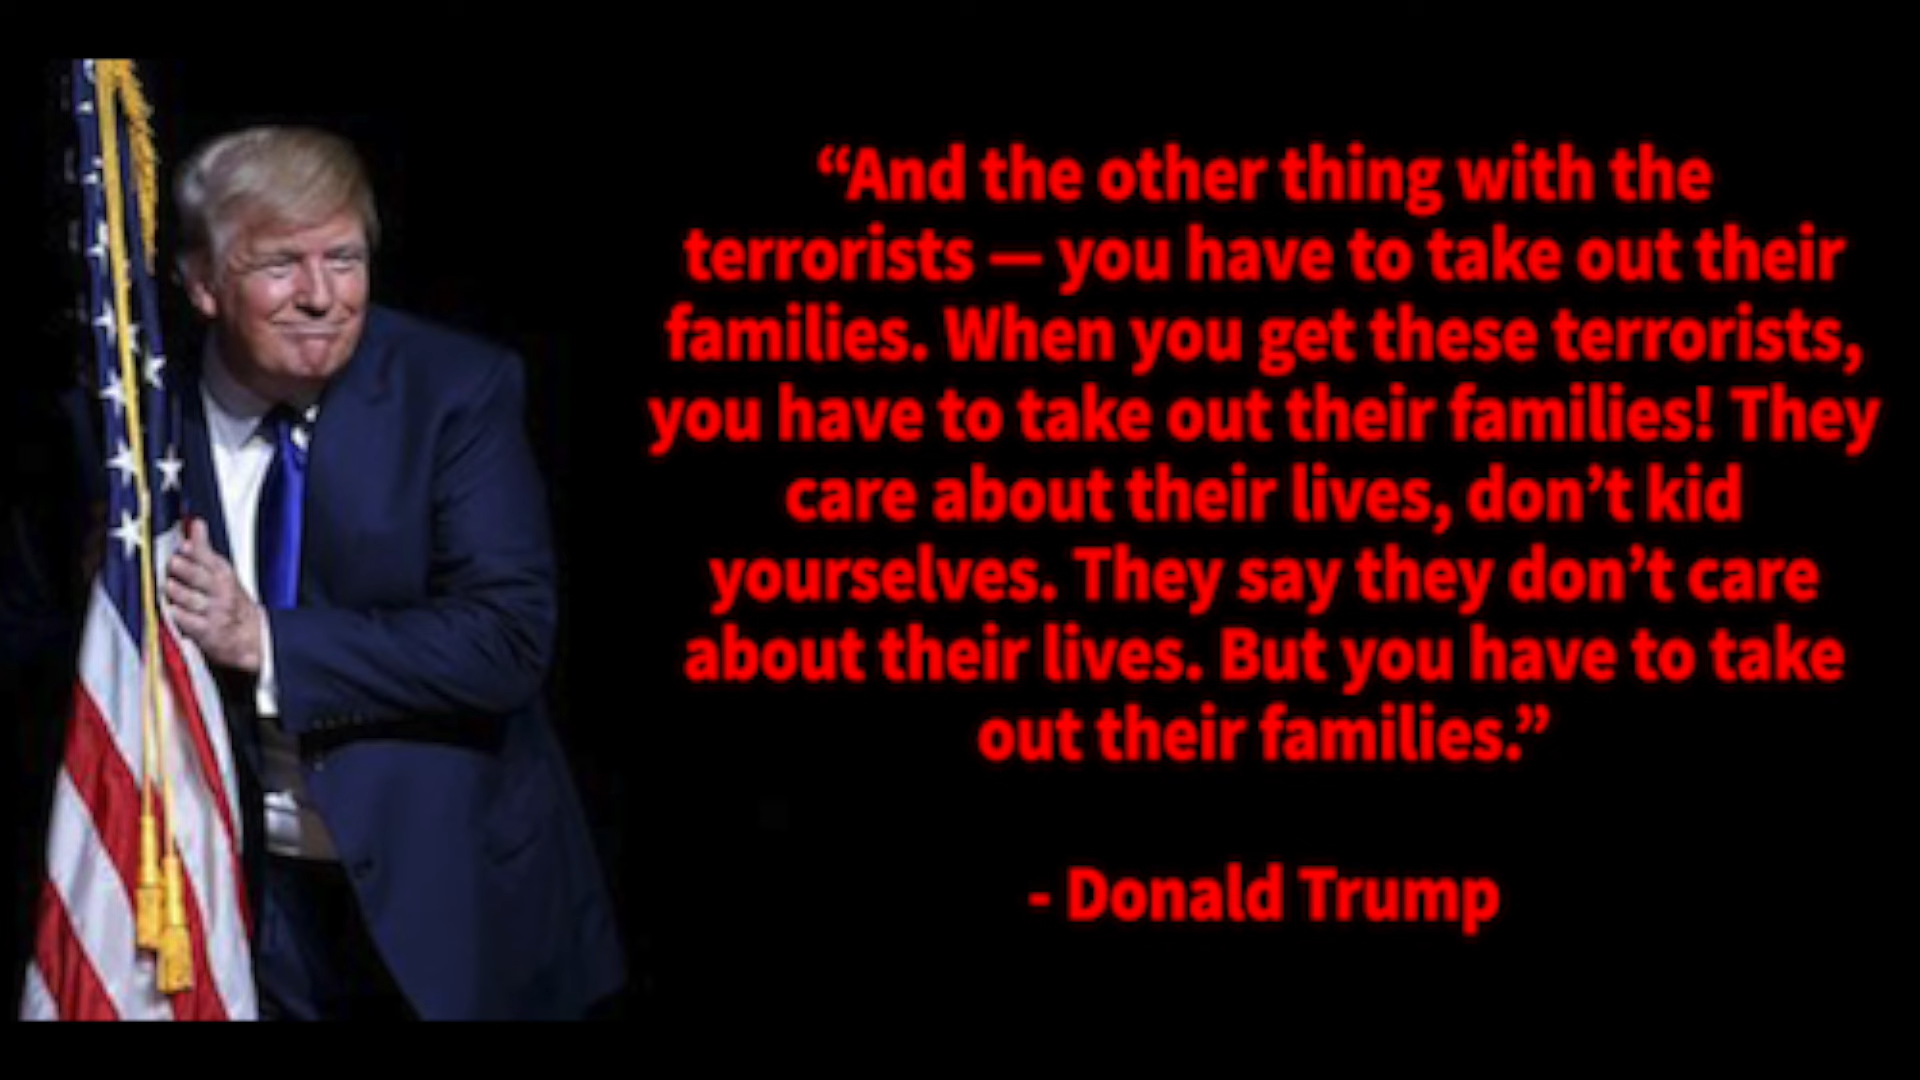 “And the other thing with the
terrorists — you have to take out their
families. When you get these terrorists,
you have to take out their families! They
care about their lives, don’t kid
yourselves. They say they don’t care
about their lives. But you have to take
out their families.”
- Donald Trump